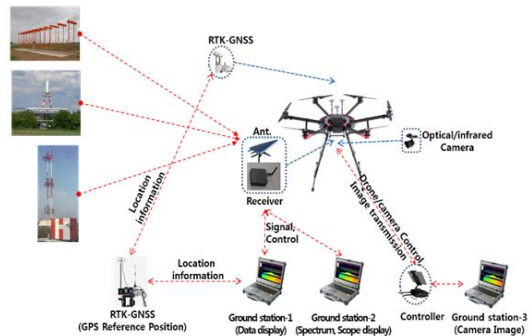 RTK-GNSS
Ant.
Receiver
Optical/infrared
Camera
Location
information
Drone/camera Control
Image transmission
Signal,
Control
Location
information
RTK-GNSS
(GPS Reference Position)
Ground station-1
(Data display)
Ground station-2
(Spectrum, Scope display)
Controller
Ground station-3
(Camera Image)